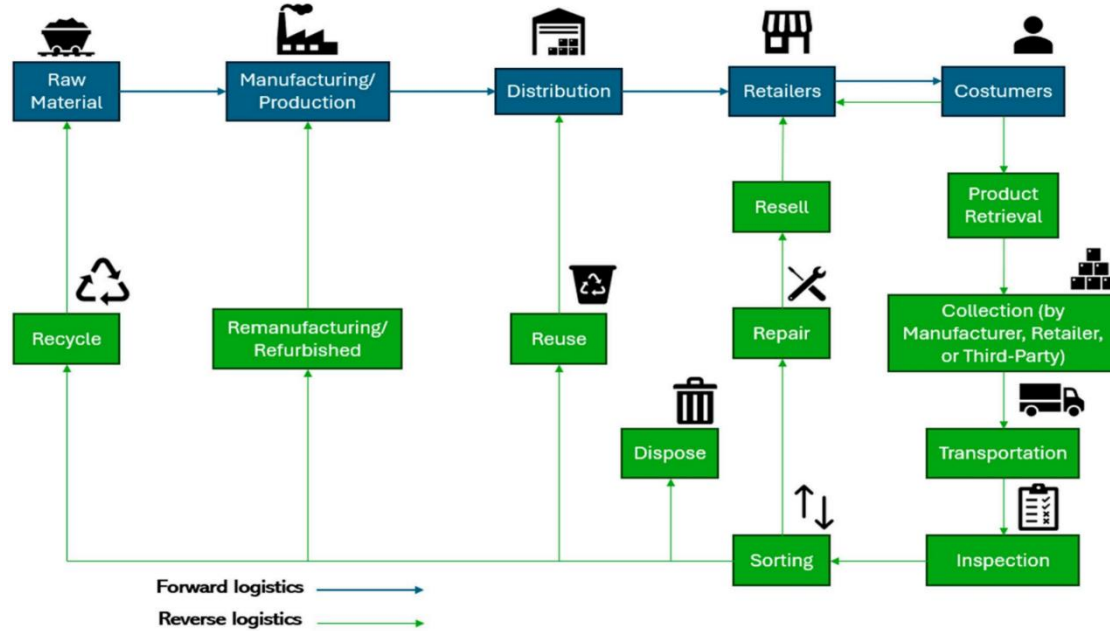 Raw
Material
Manufacturing/
Production
Distribution
Retailers
Costumers
Product
Retrieval
Resell
Collection (by
Manufacturer, Retailer,
or Third-Party)
Recycle
Remanufacturing/
Refurbished
Reuse
Repair
Dispose
Transportation
Sorting
Inspection
Forward logistics
Reverse logistics